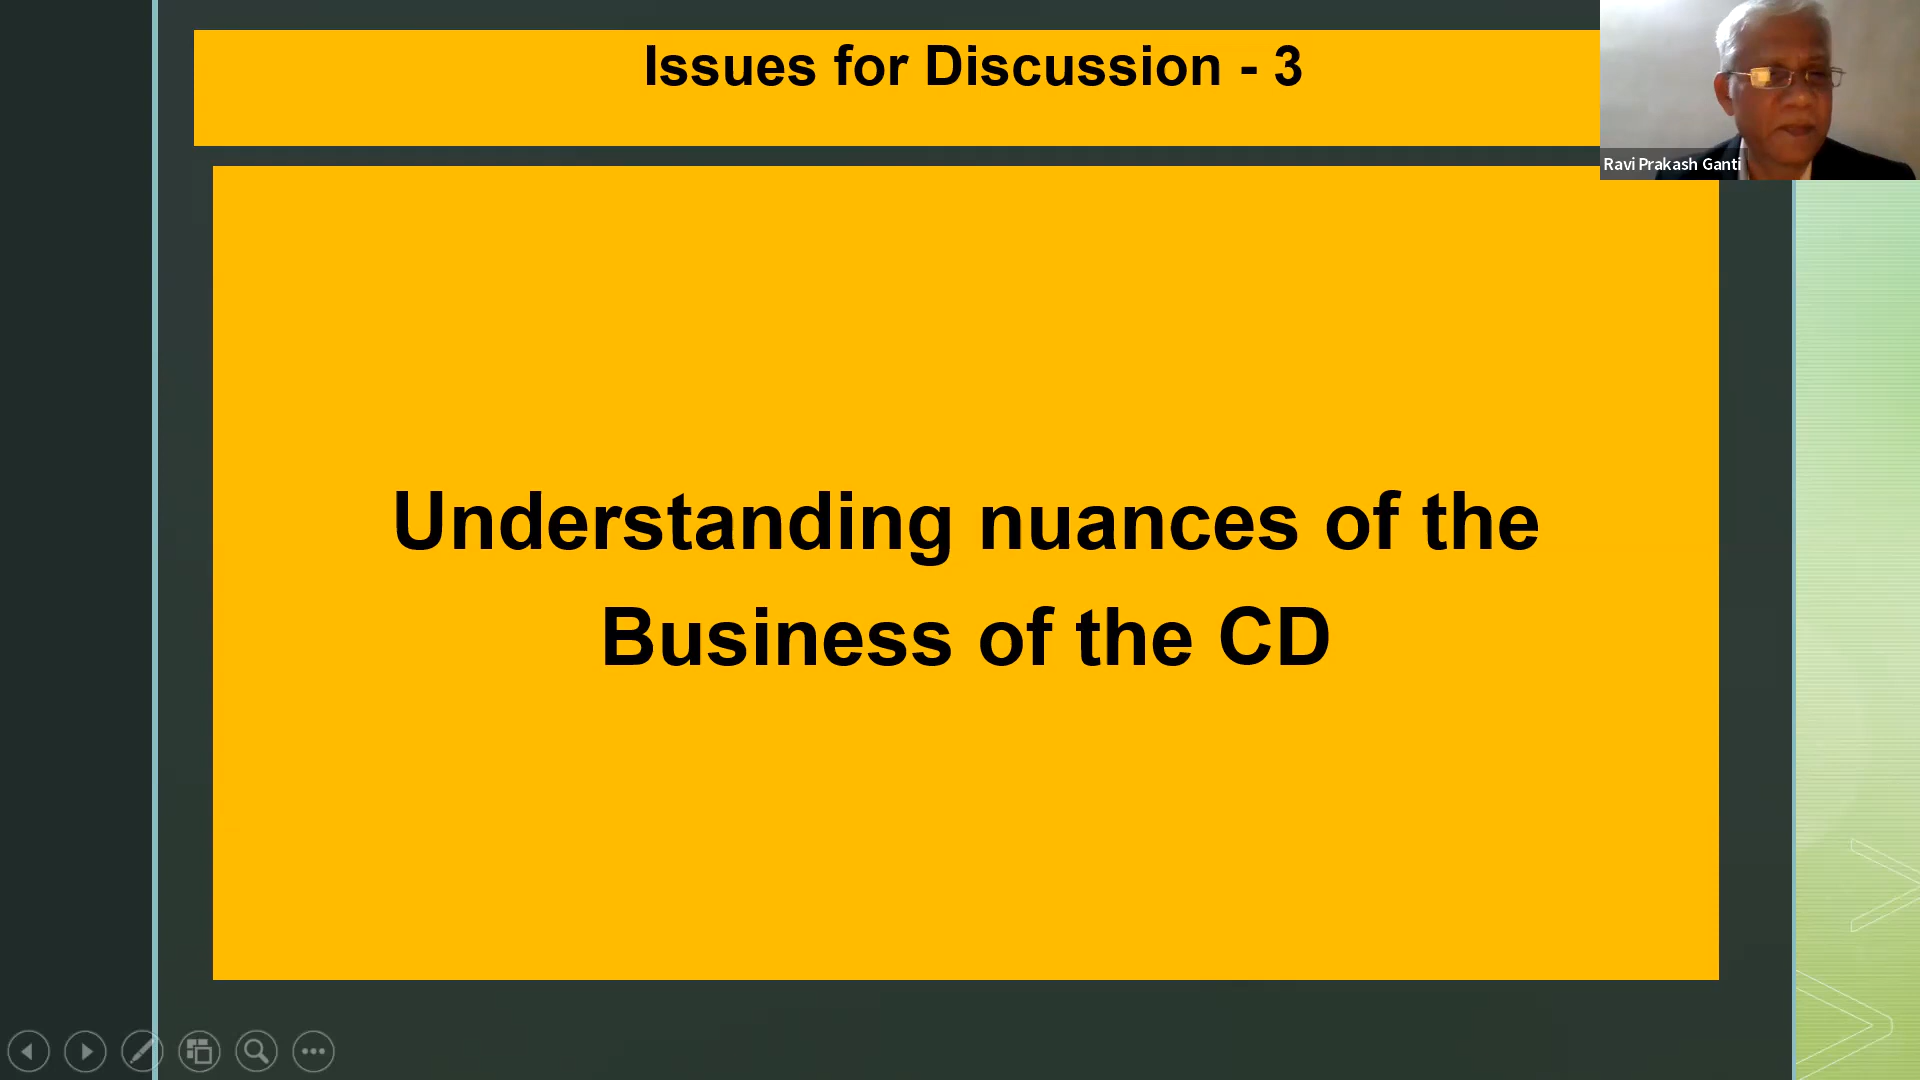 Issues for Discussion - 3
Ravi Prakash Ganti
Understanding nuances of the
Business of the CD